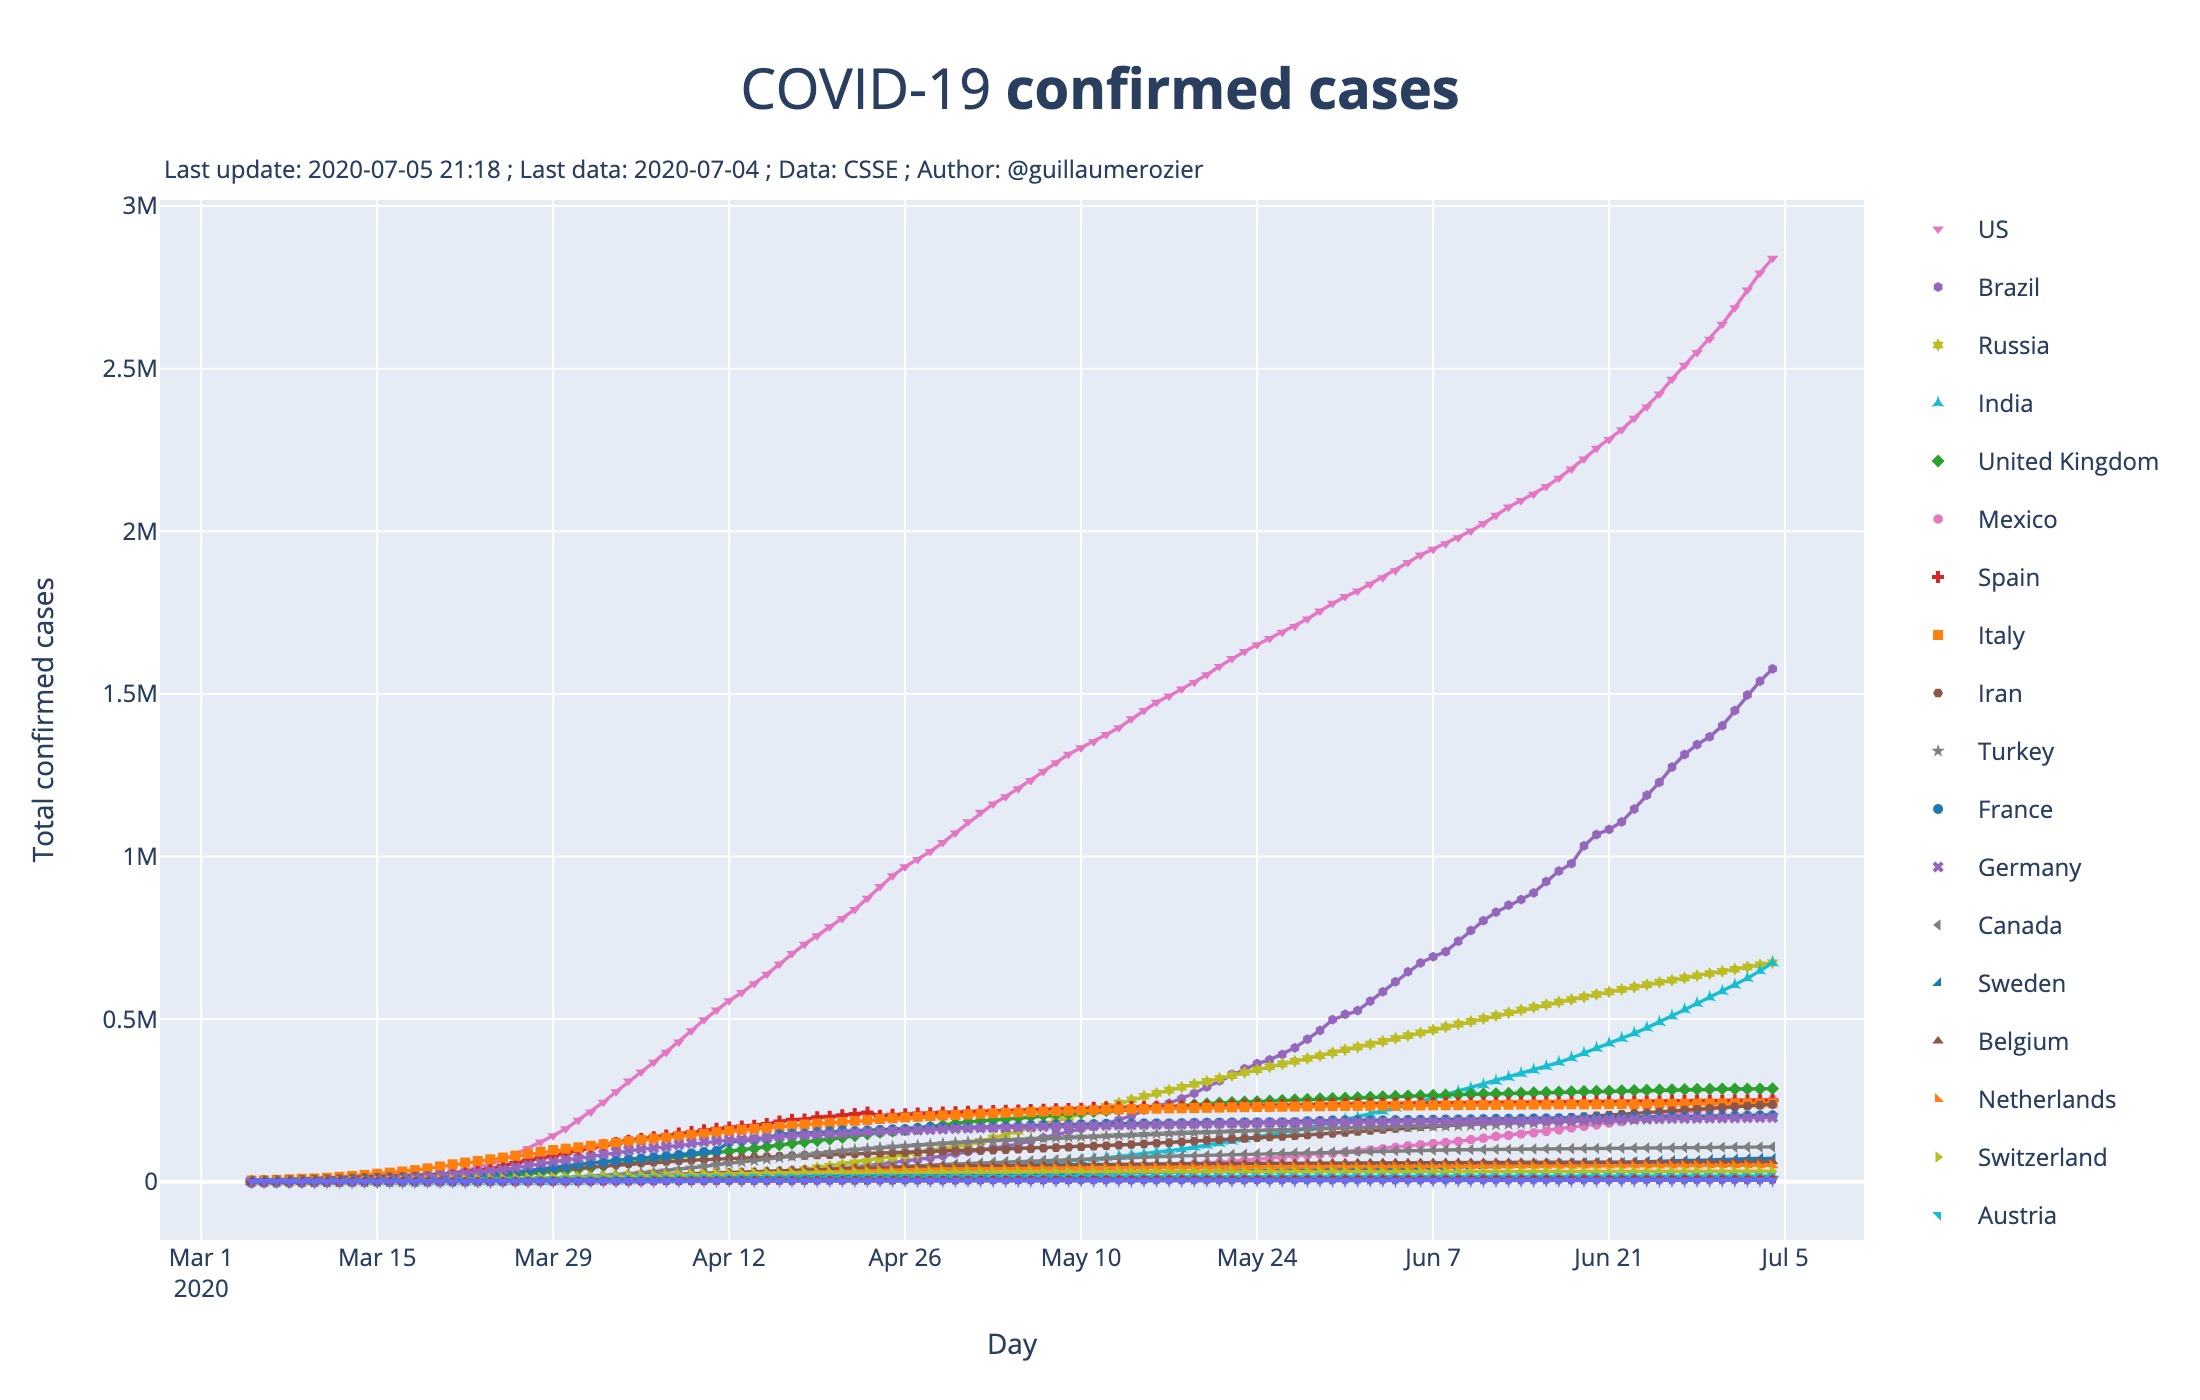 COVID-19 confirmed cases
Last update: 2020-07-05 21:18 ; Last data: 2020-07-04 ; Data: CSSE ; Author: @guillaumerozier
3M
2.5M
2M
1.5M
1M
0.5M
0
Total confirmed cases
Mar 1 Mar 15 Mar 29 Apr 12 Apr 26 May 10 May 24 Jun 7 Jun 21 Jul 5
2020
Day
US
Brazil
Russia
India
United Kingdom
Mexico
Spain
Italy
Iran
Turkey
France
Germany
Canada
Sweden
Belgium
Netherlands
Switzerland
Austria